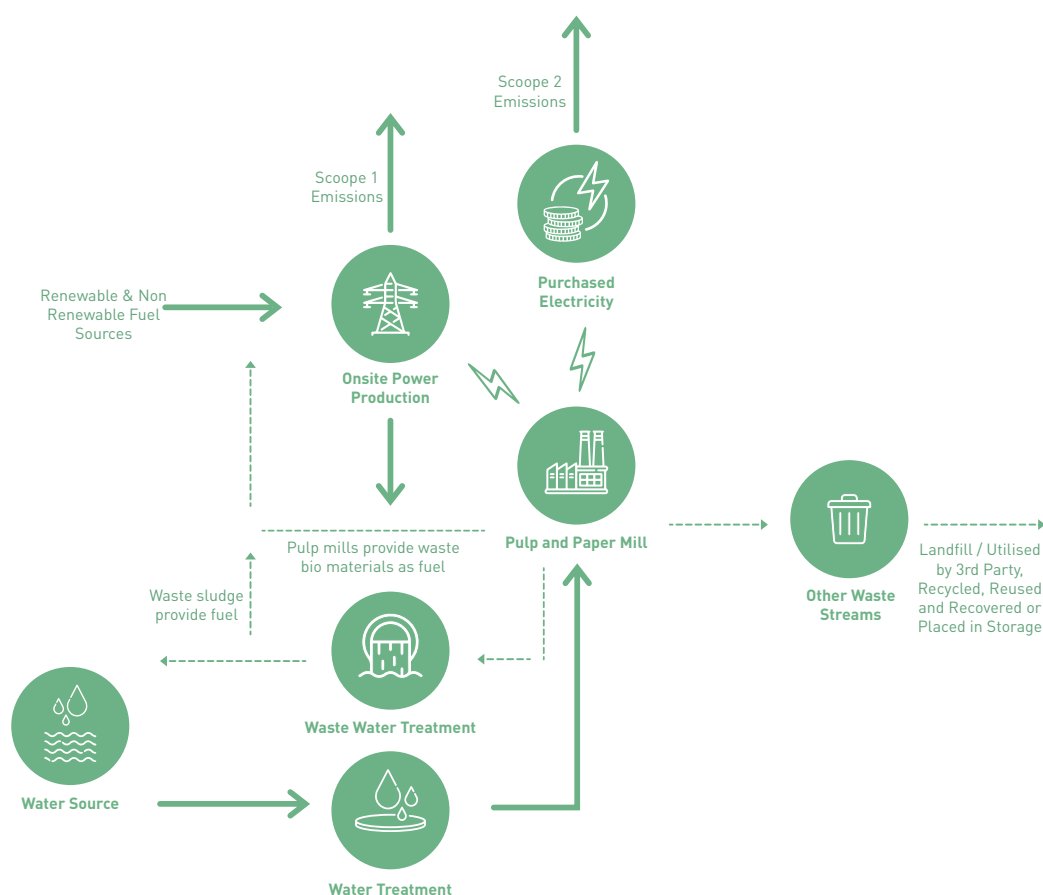 Scoope 2
Emissions
Scoope 1
Emissions
Purchased
Electricity
Renewable & Non
Renewable Fuel
Sources
Onsite Power
Production
Pulp and Paper Mill
Pulp mills provide waste
bio materials as fuel
Landfill / Utilised
by 3rd Party,
Recycled, Reused
and Recovered or
Placed in Storage
Other Waste
Streams
Waste sludge
provide fuel
Waste Water Treatment
Water Source
Water Treatment